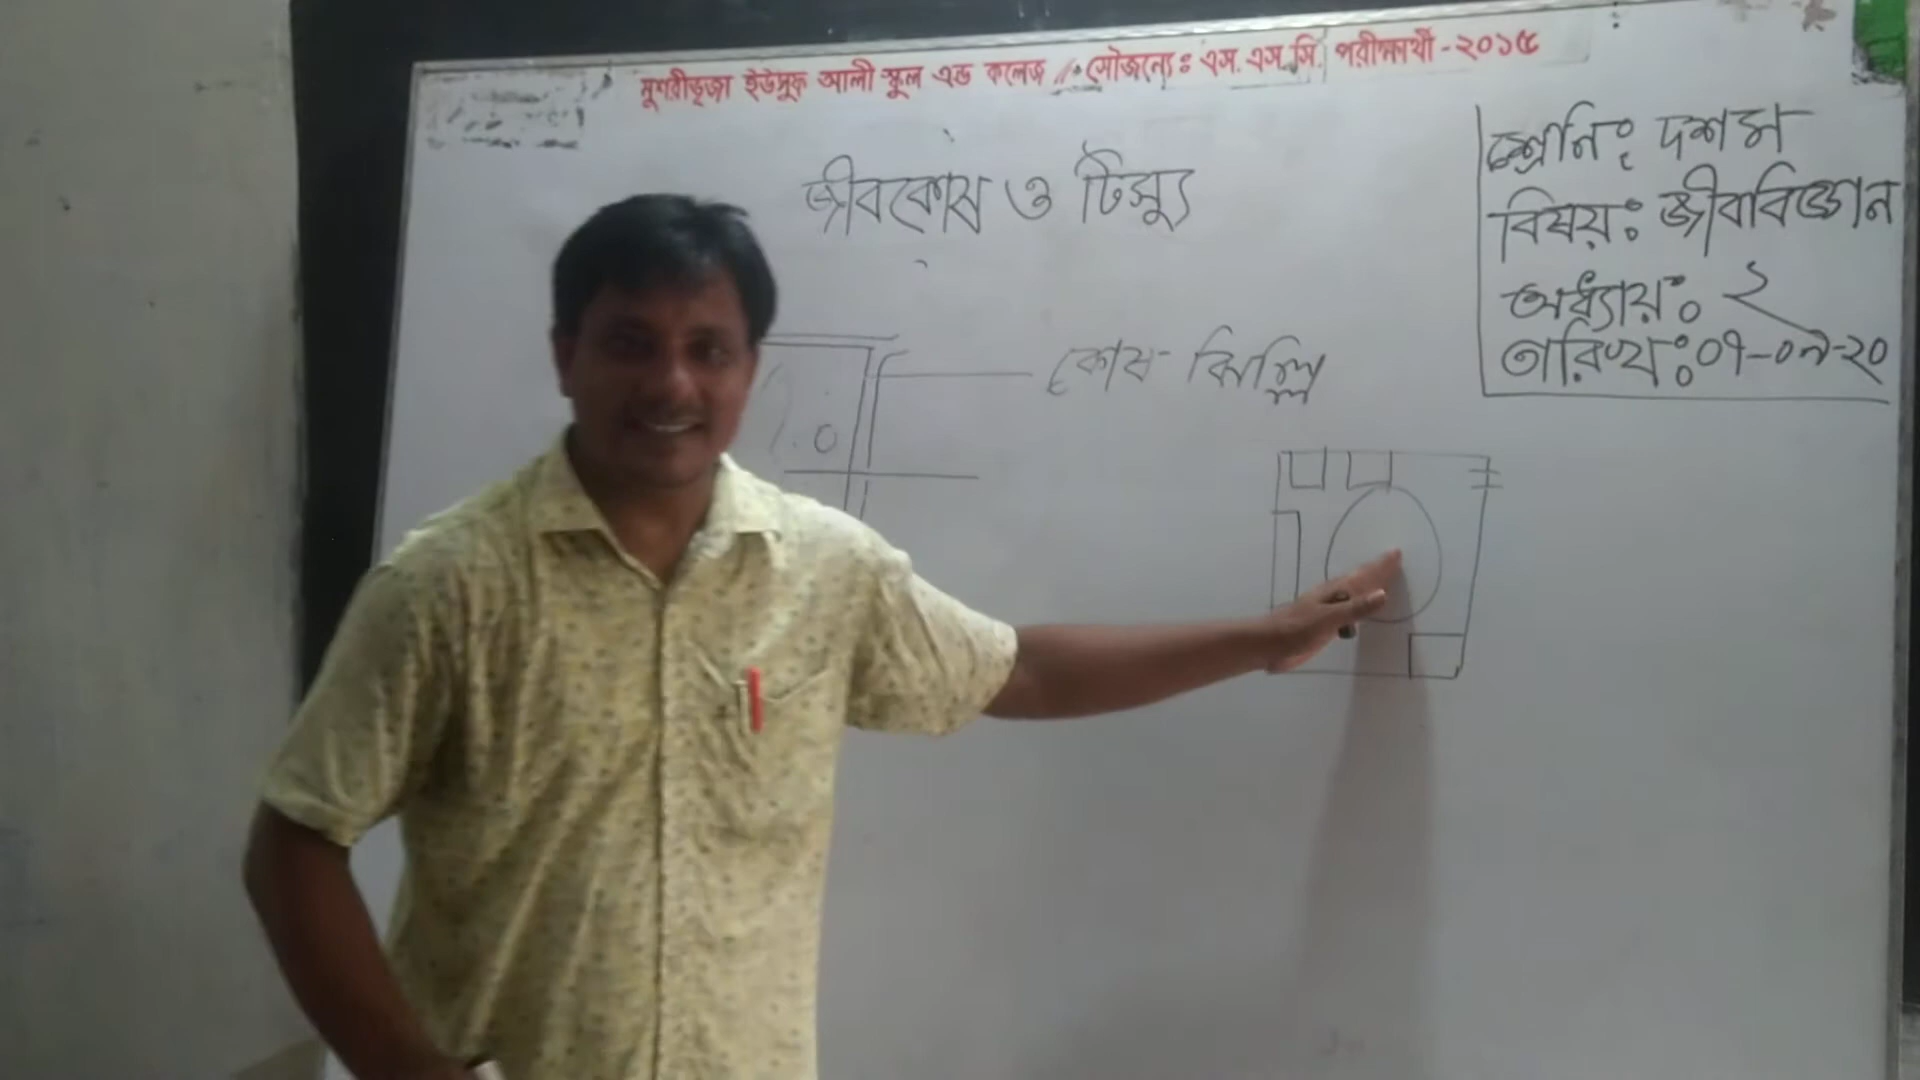 মুশরীভূজা ইউসুফ আলী স্কুল এন্ড কলেজ সৌজন্যে: এস.এস.সি. পরীক্ষার্থী - ২০১৫
জীবকোষ ও টিস্যু
শ্রেনি: দশম
বিষয়: জীববিজ্ঞান
অধ্যায়: ২
তারিখ: ০৭-০৯-২০
কোষ-ঝিল্লি